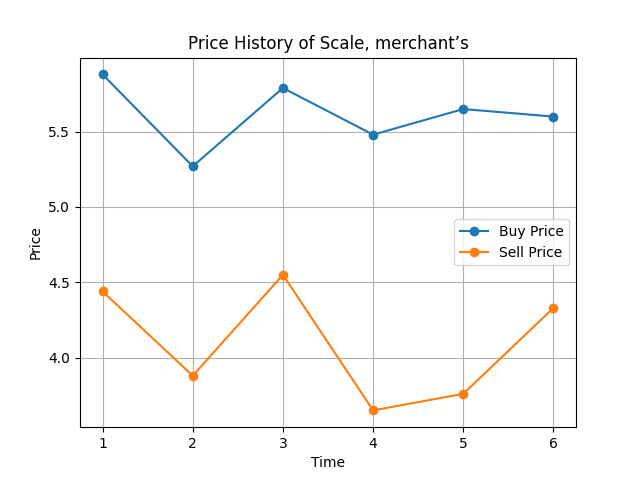 Price History of Scale, merchant’s
Price
5.5
5.0
4.5
4.0
Buy Price
Sell Price
1 2 3 4 5 6
Time